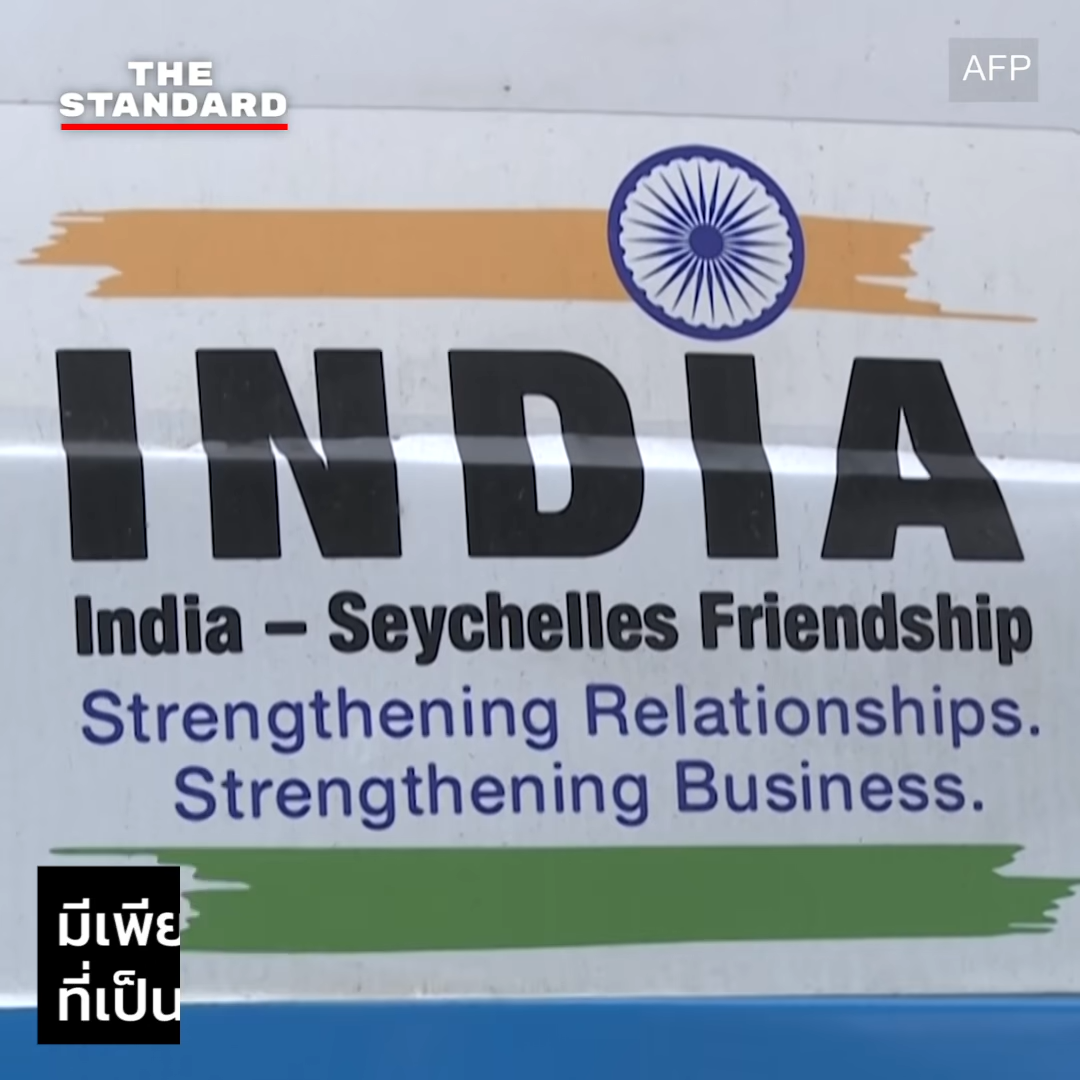 THE
STANDARD
AFP
INDIA
India – Seychelles Friendship
Strengthening Relationships.
Strengthening Business.
มีเพีย
ที่เป็น